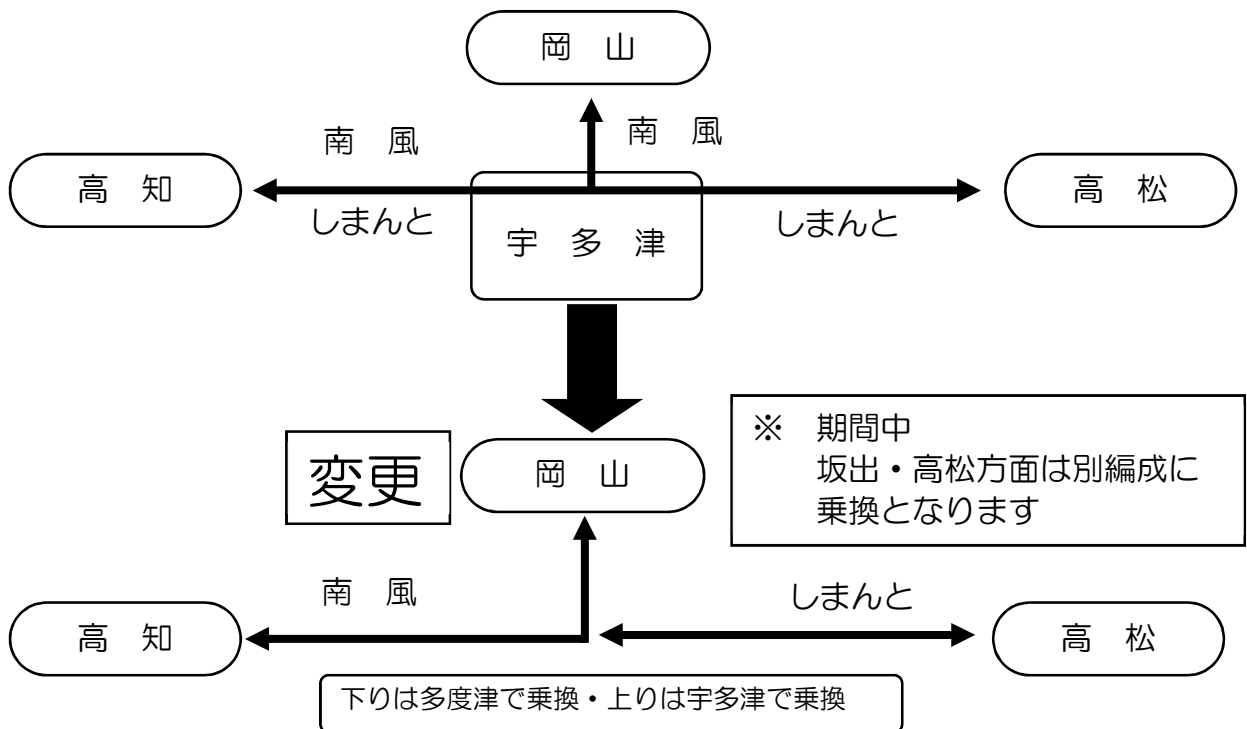 岡 山
南 風
南 風
高 知
高 松
しまんと
しまんと
宇 多 津
変更
岡 山
※ 期間中
坂出・高松方面は別編成に
乗換となります
南 風
しまんと
高 知
高 松
下りは多度津で乗換・上りは宇多津で乗換